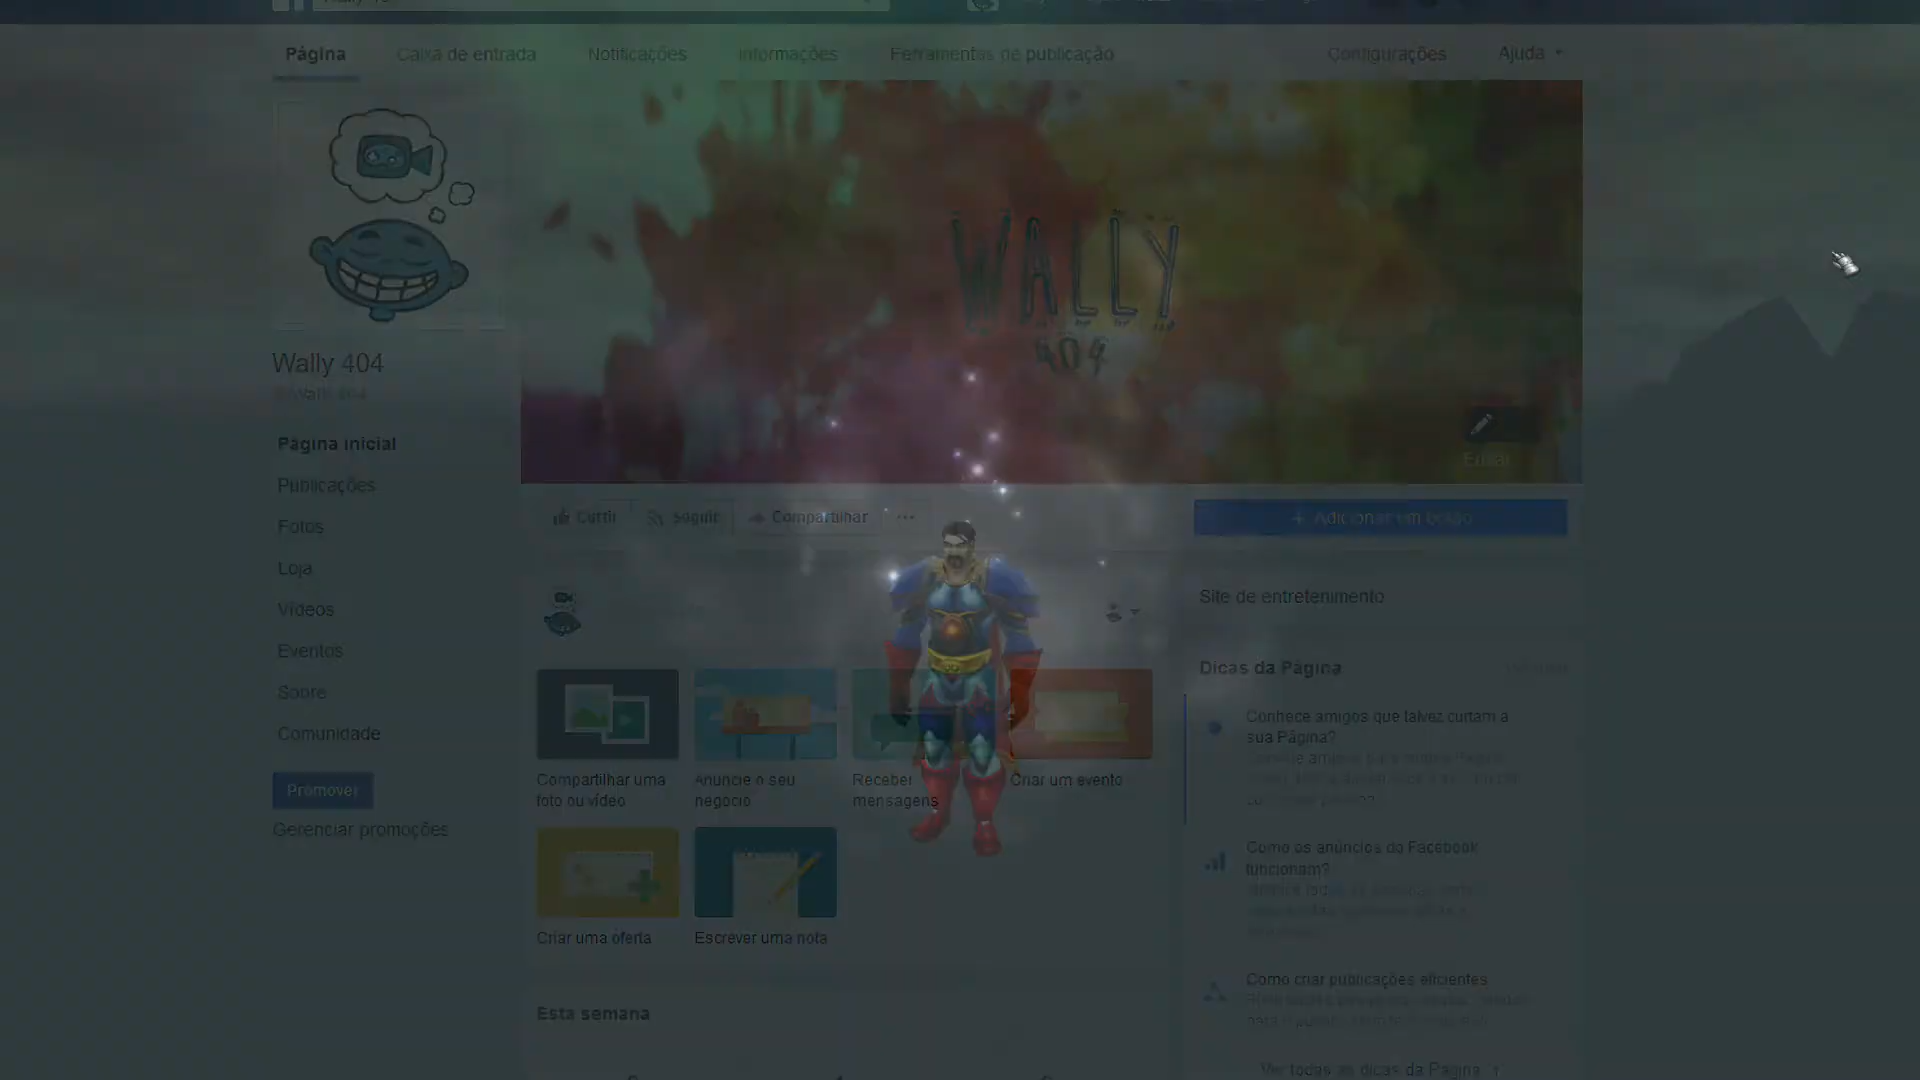 Página
Caixa de entrada
Notificações
Informações
Ferramentas de publicação
Configurações
Ajuda
WALLY
404
Wally 404
Editar
Página inicial
Publicações
Fotos
Loja
Vídeos
Eventos
Sobre
Comunidade
Promover
Gerenciar promoções
Curtir
Seguir
Compartilhar
+ Adicionar um botão
Compartilhar uma
foto ou vídeo
Anuncie o seu
negócio
Receber
mensagens
Criar um evento
Criar uma oferta
Escrever uma nota
Esta semana
Site de entretenimento
Dicas da Página
Conhece amigos que talvez curtam a
sua Página?
Como os anúncios do Facebook
funcionam?
Como criar publicações eficientes
Ver todas as dicas da Página